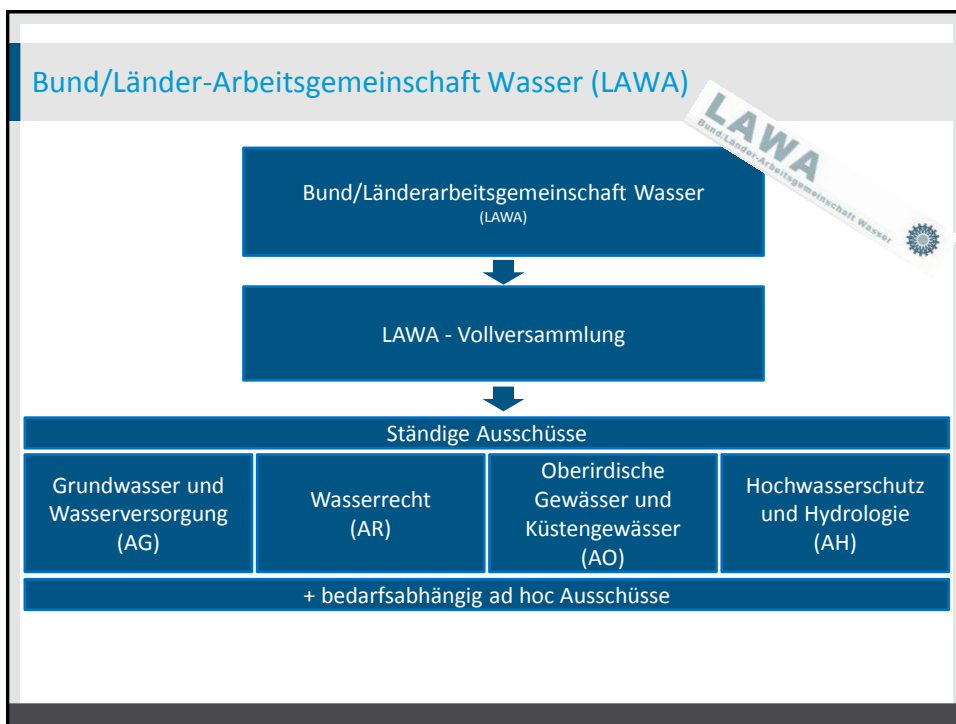 Bund/Länder-Arbeitsgemeinschaft Wasser (LAWA)
LAWA
Bund/Länder-Arbeitsgemeinschaft Wasser
Bund/Länderarbeitsgemeinschaft Wasser
(LAWA)
LAWA - Vollversammlung
Ständige Ausschüsse
Grundwasser und
Wasserversorgung
(AG)
Wasserrecht
(AR)
Oberirdische
Gewässer und
Küstengewässer
(AO)
Hochwasserschutz
und Hydrologie
(AH)
+ bedarfsabhängig ad hoc Ausschüsse